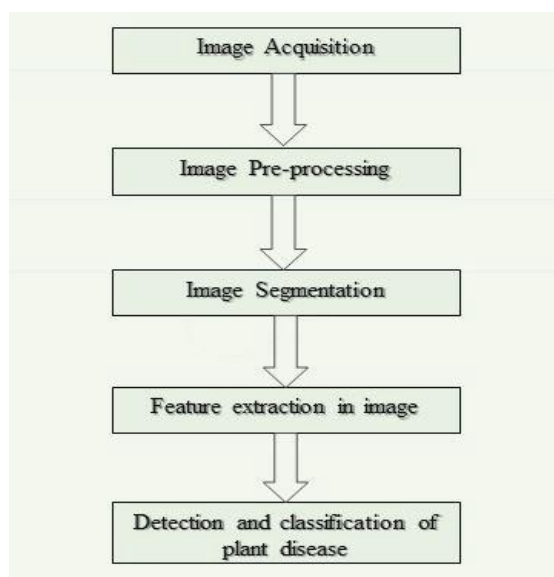 Image Acquisition
Image Pre-processing
Image Segmentation
Feature extraction in image
Detection and classification of
plant disease